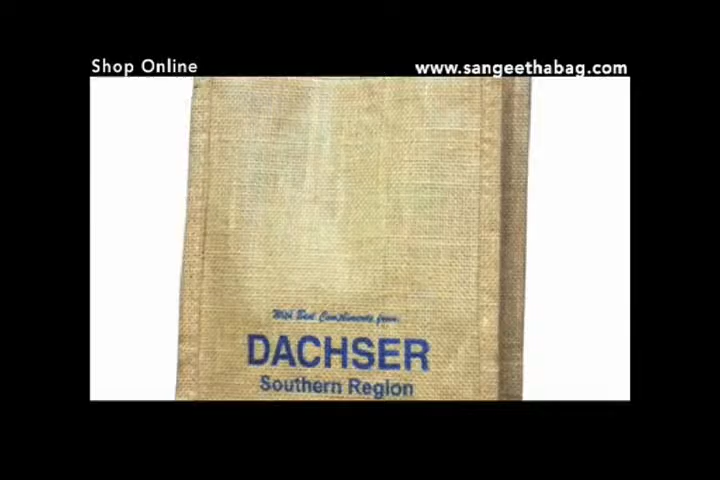 Shop Online
www.sangeethabag.com
With Best Compliments from:
DACHSER
Southern Region